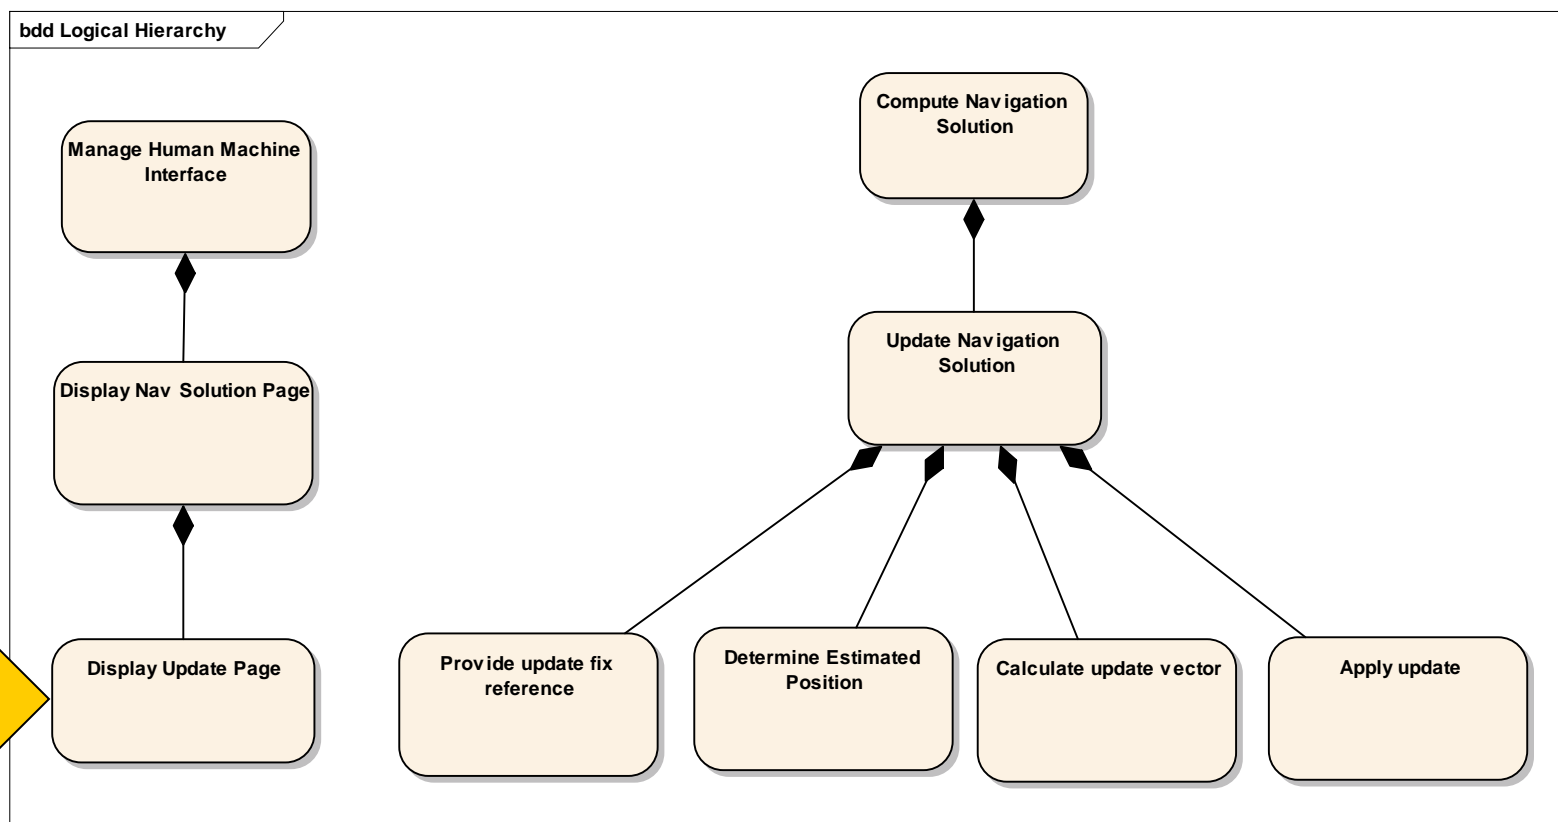 bdd Logical Hierarchy
Compute Navigation
Solution
Manage Human Machine
Interface
Update Navigation
Solution
Display Nav Solution Page
Display Update Page
Provide update fix
reference
Determine Estimated
Position
Calculate update vector
Apply update